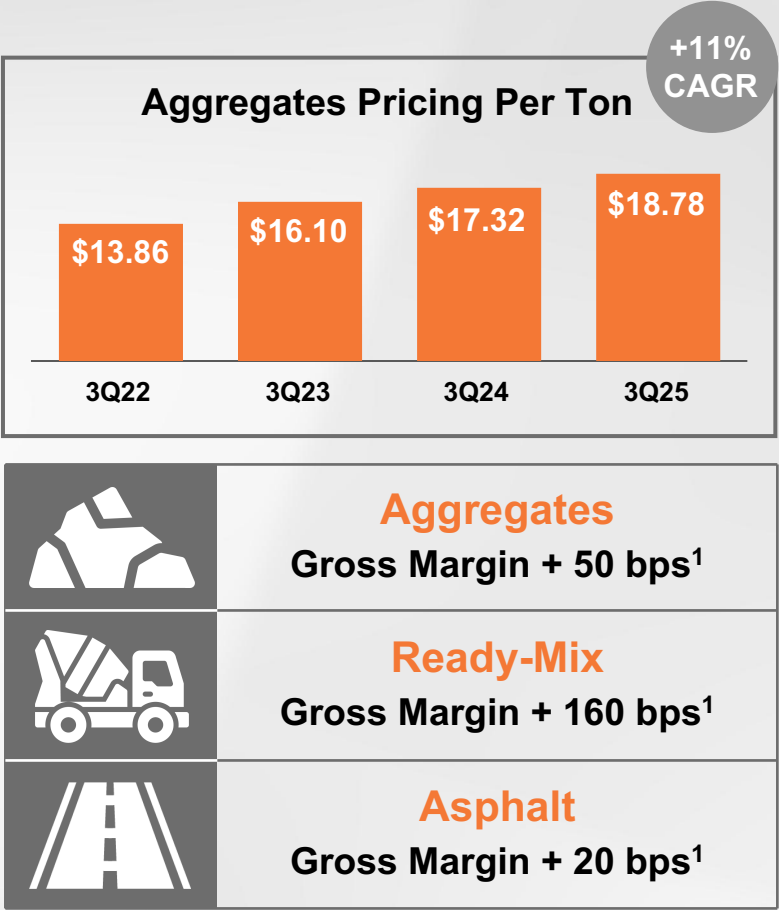 +11%
CAGR
Aggregates Pricing Per Ton
$13.86
$16.10
$17.32
$18.78
3Q22
3Q23
3Q24
3Q25
Aggregates
Gross Margin + 50 bps¹
Ready-Mix
Gross Margin + 160 bps¹
Asphalt
Gross Margin + 20 bps¹